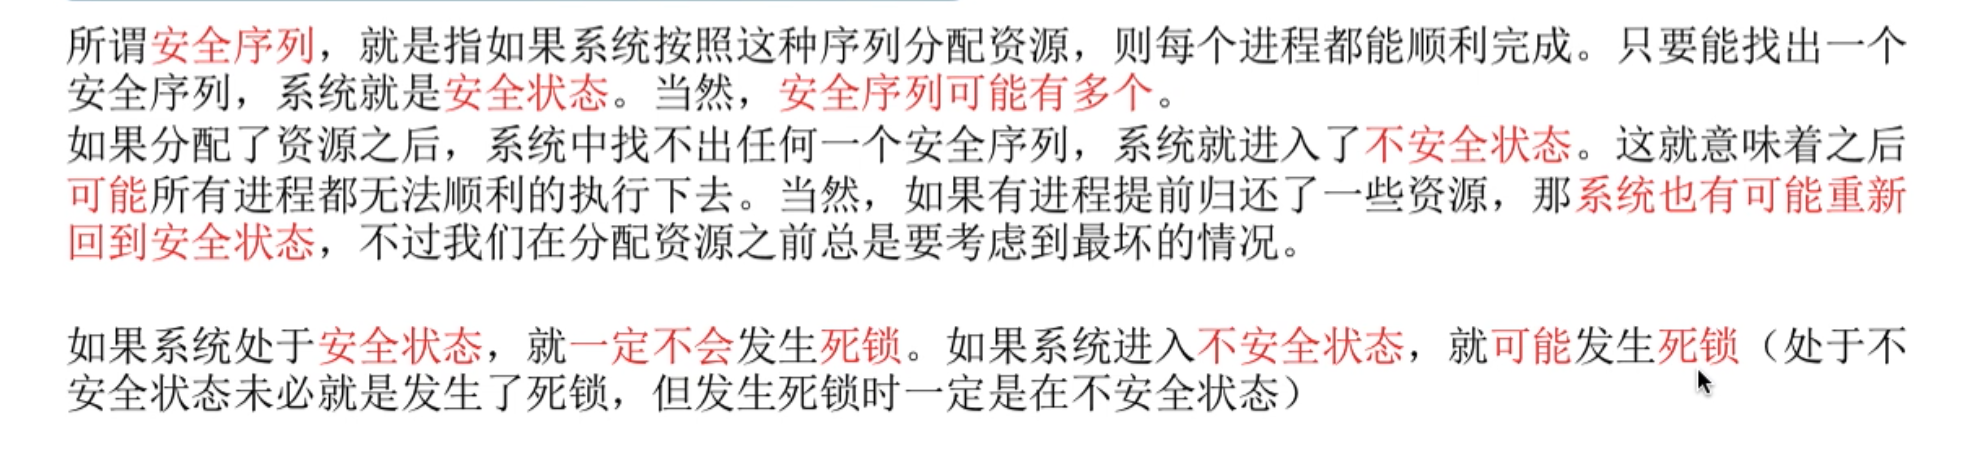 所谓安全序列，就是指如果系统按照这种序列分配资源，则每个进程都能顺利完成。只要能找出一个
安全序列，系统就是安全状态。当然，安全序列可能有多个。
如果分配了资源之后，系统中找不出任何一个安全序列，系统就进入了不安全状态。这就意味着之后
可能所有进程都无法顺利的执行下去。当然，如果有进程提前归还了一些资源，那系统也有可能重新
回到安全状态，不过我们在分配资源之前总是要考虑到最坏的情况。
如果系统处于安全状态，就一定不会发生死锁。如果系统进入不安全状态，就可能发生死锁（处于不
安全状态未必就是发生了死锁，但发生死锁时一定是在不安全状态）